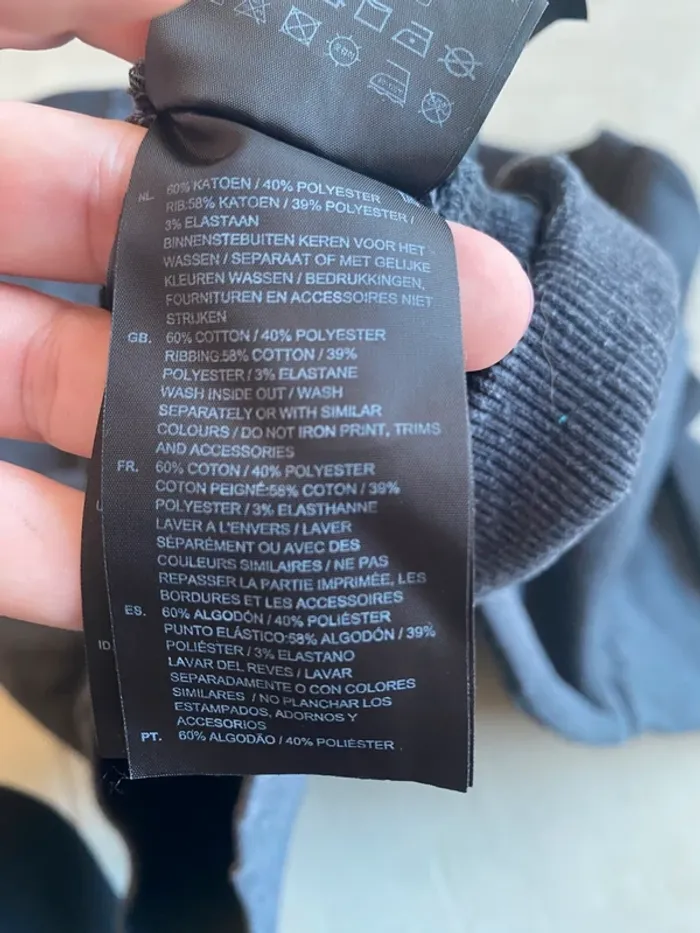 NL. 60% KATOEN / 40% POLYESTER
RIB:58% KATOEN / 39% POLYESTER /
3% ELASTAAN
BINNENSTEBUITEN KEREN VOOR HET
WASSEN / SEPARAAT OF MET GELIJKE
KLEUREN WASSEN / BEDRUKKINGEN,
FOURNITUREN EN ACCESSOIRES NIET
STRIJKEN
GB. 60% COTTON / 40% POLYESTER
RIBBING:58% COTTON / 39%
POLYESTER / 3% ELASTANE
WASH INSIDE OUT / WASH
SEPARATELY OR WITH SIMILAR
COLOURS / DO NOT IRON PRINT, TRIMS
AND ACCESSORIES
FR. 60% COTON / 40% POLYESTER
COTON PEIGNÉ:58% COTON / 39%
POLYESTER / 3% ELASTHANNE
LAVER A L'ENVERS / LAVER
SÉPARÉMENT OU AVEC DES
COULEURS SIMILAIRES / NE PAS
REPASSER LA PARTIE IMPRIMÉE, LES
BORDURES ET LES ACCESSOIRES
ES. 60% ALGODÓN / 40% POLIÉSTER
PUNTO ELÁSTICO:58% ALGODÓN / 39%
POLIÉSTER / 3% ELASTANO
LAVAR DEL REVES / LAVAR
SEPARADAMENTE O CON COLORES
SIMILARES / NO PLANCHAR LOS
ESTAMPADOS, ADORNOS Y
ACCESORIOS
PT. 60% ALGODÃO / 40% POLIÉSTER
ID